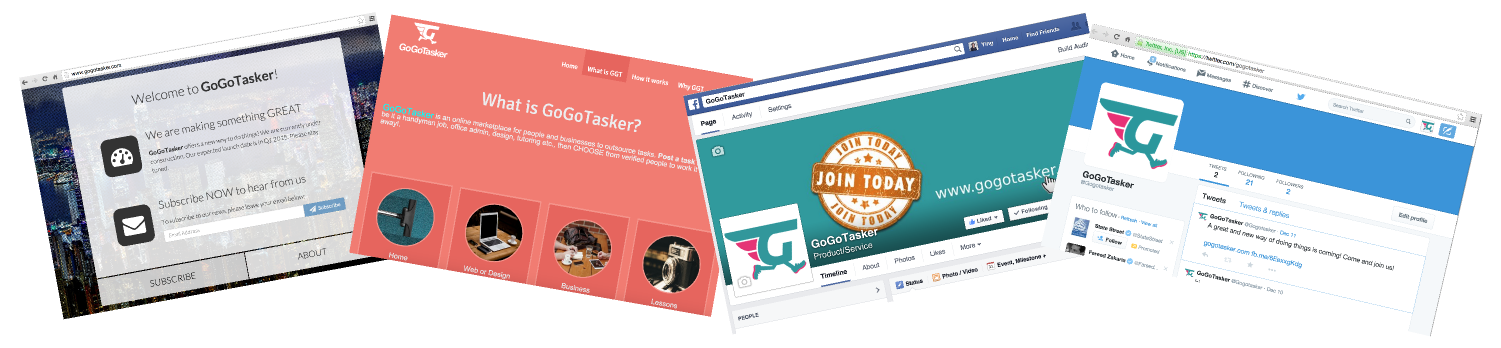 www.gogotasker.com
Welcome to GoGoTasker!
We are making something GREAT
GoGoTasker offers a new way to do things! We are currently under
construction. Our expected launch date is in Q1 2015. Please stay
tuned.
Subscribe NOW to hear from us
To subscribe to our news, please leave your email below:
Email Address
Subscribe
SUBSCRIBE
ABOUT
GoGoTasker
Home
What is GGT
How it works
Why GGT
What is GoGoTasker?
GoGoTasker is an online marketplace for people and businesses to outsource tasks. Post a task
be it a handyman job, office admin, design, tutoring etc., then CHOOSE from verified people to work it
away!
Home
Web or Design
Business
Lessons
GoGoTasker
Ying
Home
Find Friends
Page
Activity
Settings
Build Audi
JOIN TODAY
JOIN TODAY
JOIN TODAY
www.gogotasker
GoGoTasker
Product/Service
Liked
Following
Timeline
About
Photos
Likes
More
PEOPLE
Status
Photo / Video
Event, Milestone +
Twitter, Inc. [US] https://twitter.com/gogotasker
Home
Notifications
Messages
Discover
Search Twitter
G
GoGoTasker
@Gogotasker
TWEETS
2
FOLLOWING
21
FOLLOWERS
2
Edit profile
Who to follow · Refresh · View all
State Street @StateStreet
Follow
Promoted
Fareed Zakaria @Fareed
Tweets
Tweets & replies
GoGoTasker @Gogotasker · Dec 11
A great and new way of doing things is coming! Come and join us!
GoGoTasker @Gogotasker · Dec 10